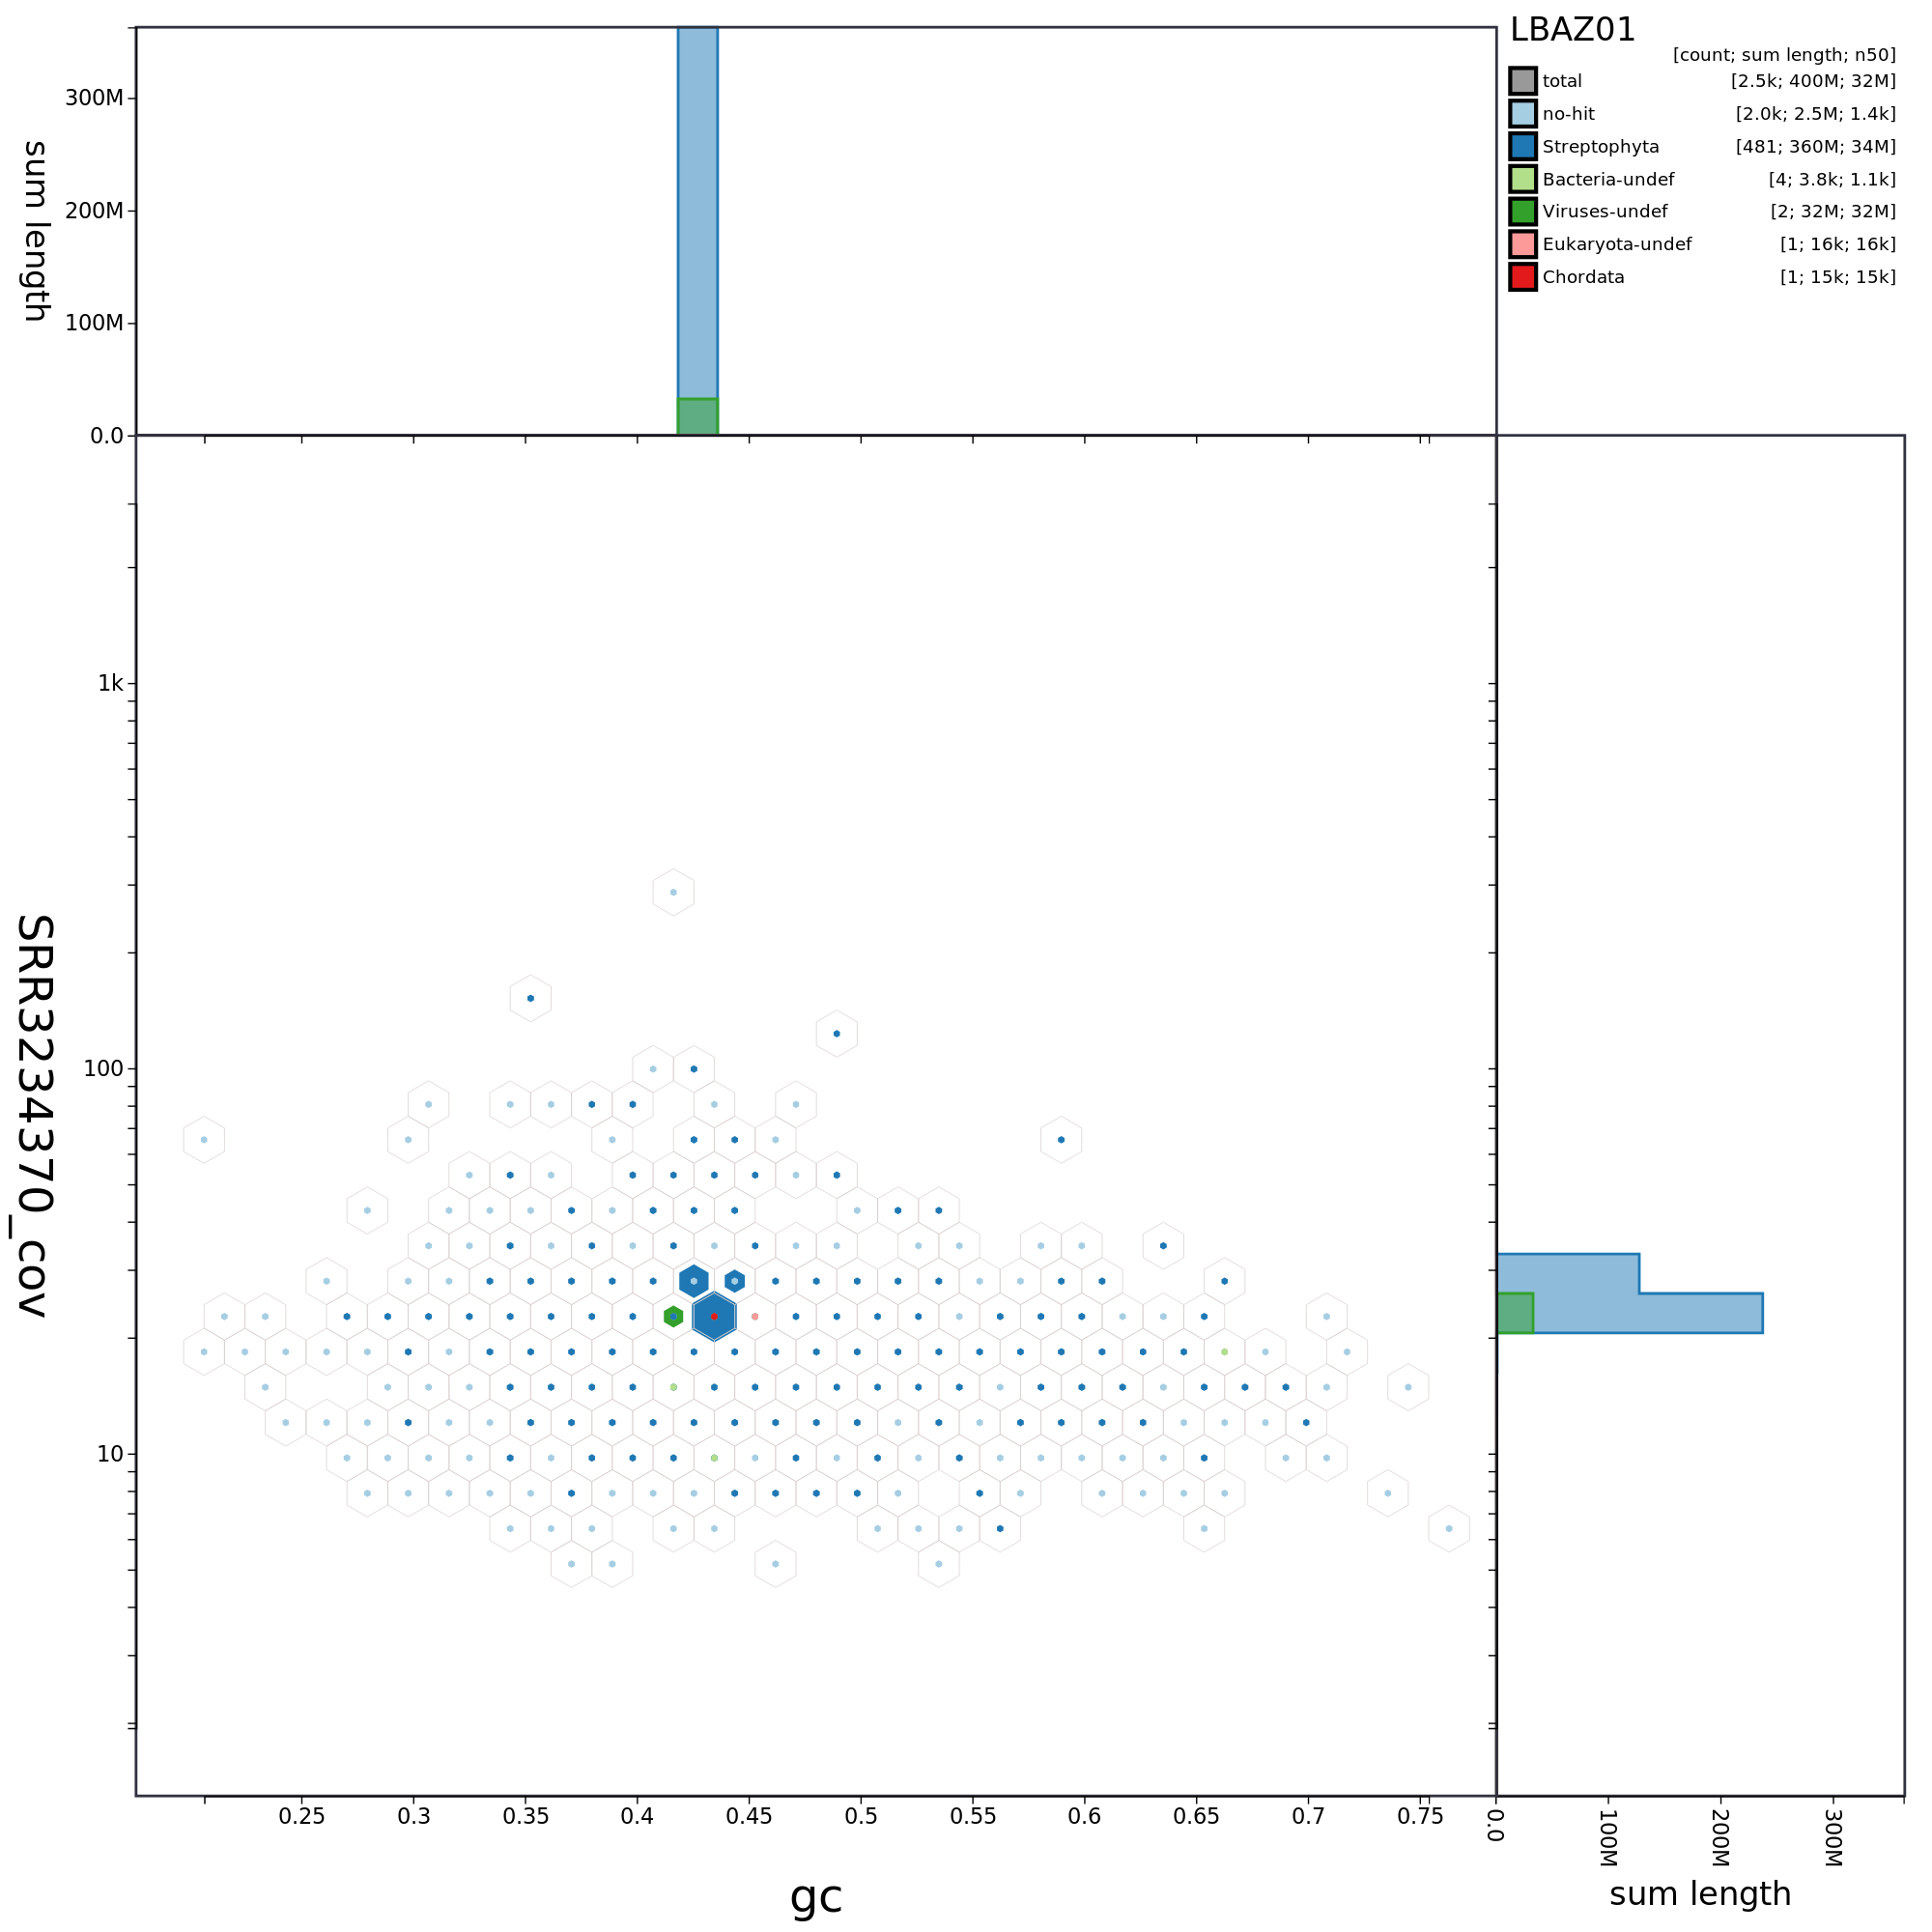 LBAZ01
[count; sum length; n50]
total [2.5k; 400M; 32M]
no-hit [2.0k; 2.5M; 1.4k]
Streptophyta [481; 360M; 34M]
Bacteria-undef [4; 3.8k; 1.1k]
Viruses-undef [2; 32M; 32M]
Eukaryota-undef [1; 16k; 16k]
Chordata [1; 15k; 15k]
sum length
300M
200M
100M
0.0
SRR3234370_cov
1k
100
10
0.25 0.3 0.35 0.4 0.45 0.5 0.55 0.6 0.65 0.7 0.75
gc
0.0 100M 200M 300M
sum length